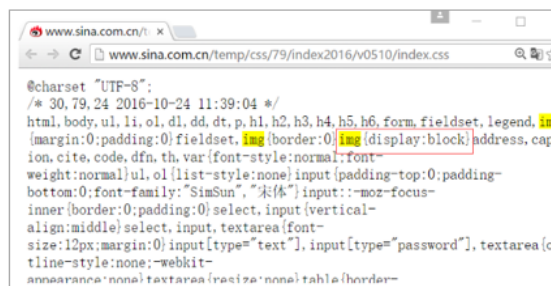 www.sina.com.cn/t
www.sina.com.cn/temp/css/79/index2016/v0510/index.css
@charset "UTF-8";
/* 30,79,24 2016-10-24 11:39:04 */
html,body,ul,li,ol,dl,dd,dt,p,h1,h2,h3,h4,h5,h6,form,fieldset,legend,im
{margin:0;padding:0}fieldset,img{border:0}img{display:block}address,cap
ion,cite,code,dfn,th,var{font-style:normal;font-
weight:normal}ul,ol{list-style:none}input{padding-top:0;padding-
bottom:0;font-family:"SimSun","宋体"}input::-moz-focus-
inner{border:0;padding:0}select,input{vertical-
align:middle}select,input,textarea{font-
size:12px;margin:0}input[type="text"],input[type="password"],textarea{o
tline-style:none;-webkit-
appearance:none}textarea{resize:none}table{border-